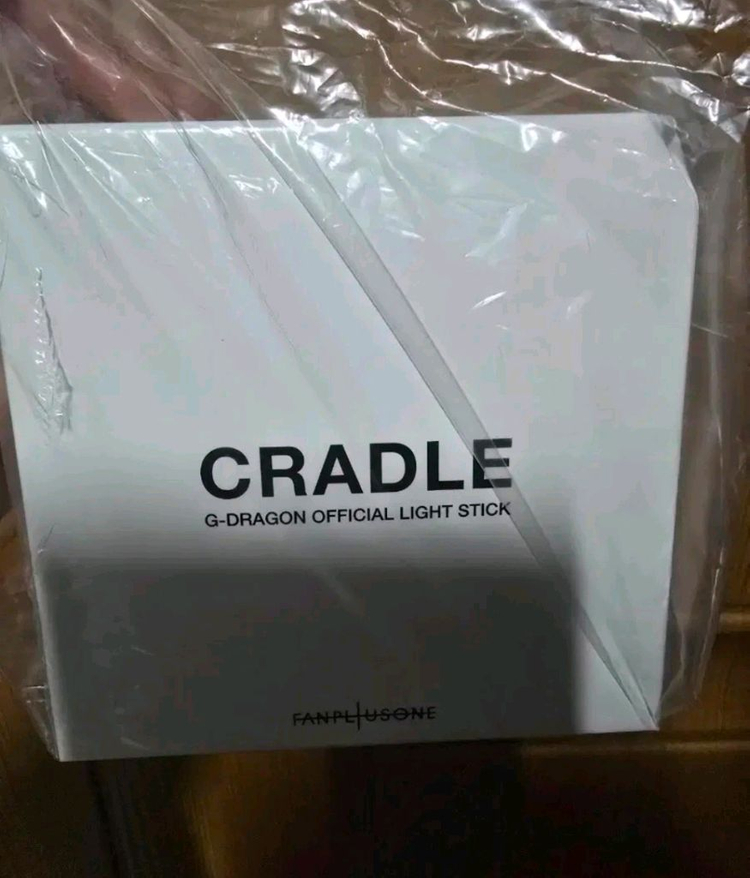 CRADLE
G-DRAGON OFFICIAL LIGHT STICK
FANPLUSONE